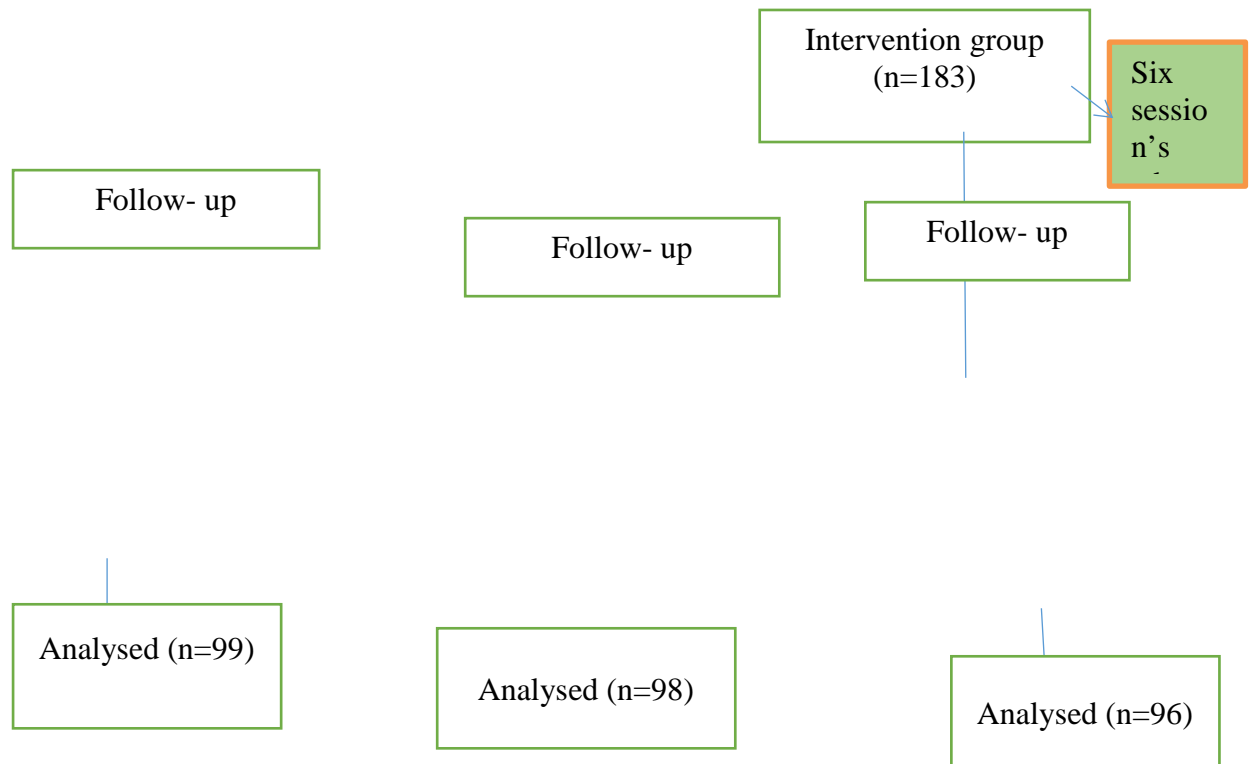 Intervention group
(n=183)
Six
sessio
n’s
Follow- up
Follow- up
Follow- up
Analysed (n=99)
Analysed (n=98)
Analysed (n=96)